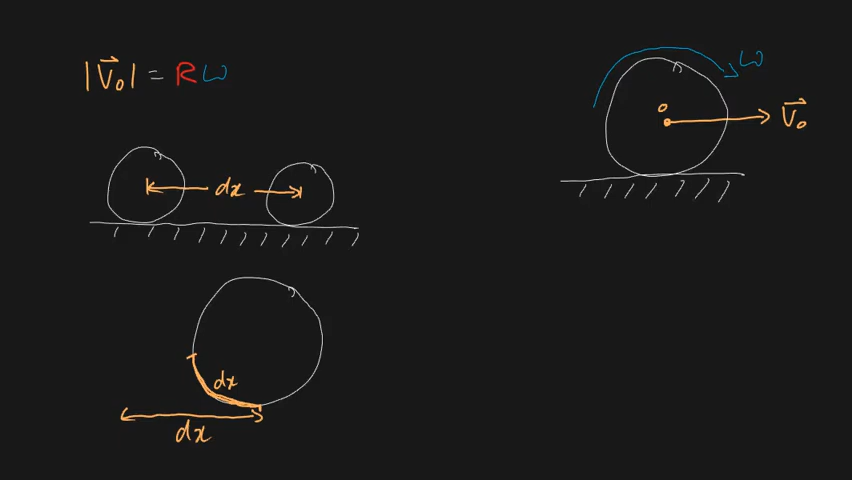 |V⃗₀| = Rω
ω
o
V⃗₀
dx
dx
dx